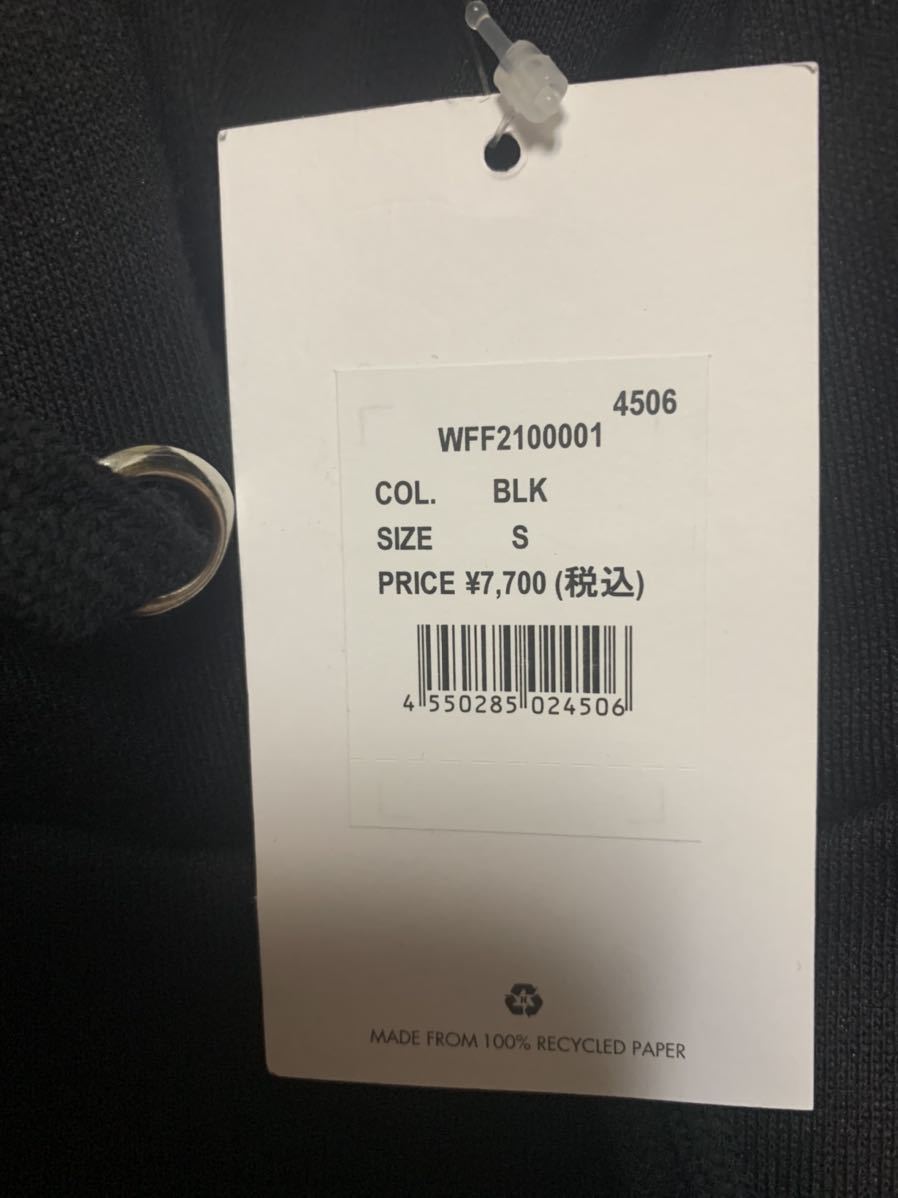 4506
WFF2100001
COL. BLK
SIZE S
PRICE ¥7,700 (税込)
4 550285 024506
MADE FROM 100% RECYCLED PAPER